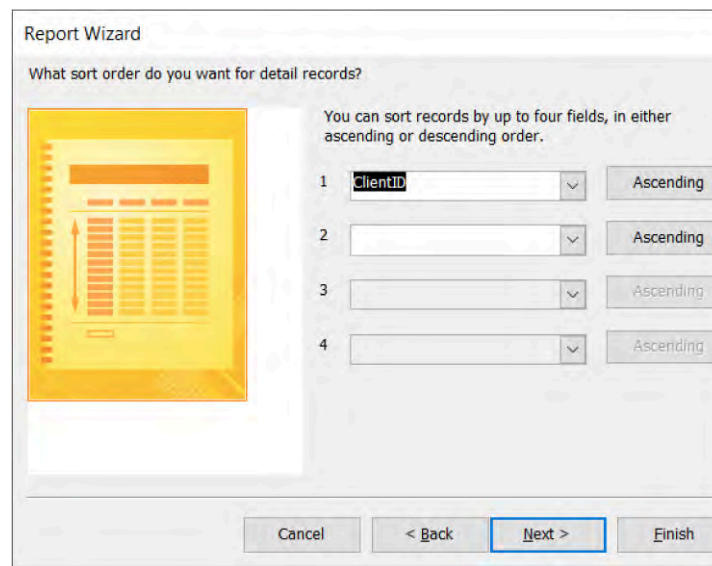 Report Wizard
What sort order do you want for detail records?
You can sort records by up to four fields, in either
ascending or descending order.
1 ClientID Ascending
2 Ascending
3 Ascending
4 Ascending
Cancel < Back Next > Finish